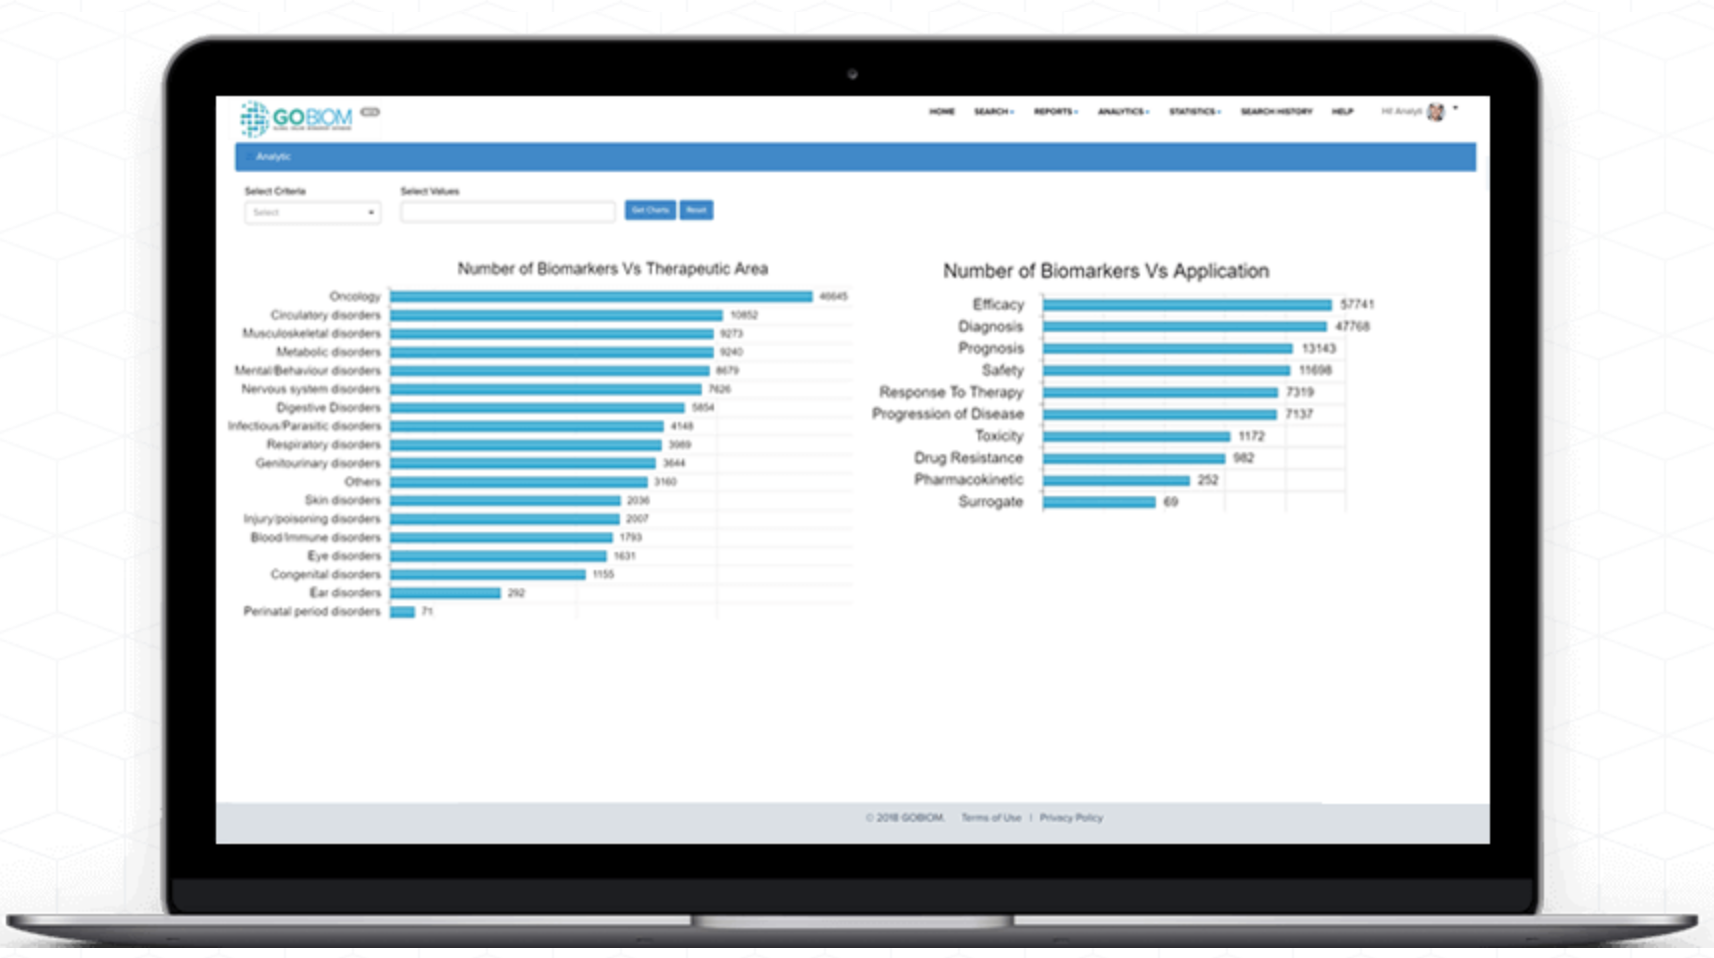 GOBIOM
HOME SEARCH REPORTS ANALYTICS STATISTICS SEARCH HISTORY HELP Hi! Analyti
Analytic
Select Criteria Select Values
Select Get Charts Reset
Number of Biomarkers Vs Therapeutic Area
Oncology 46645
Circulatory disorders 10852
Musculoskeletal disorders 9273
Metabolic disorders 9240
Mental/Behaviour disorders 8679
Nervous system disorders 7626
Digestive Disorders 5854
Infectious/Parasitic disorders 4148
Respiratory disorders 3989
Genitourinary disorders 3644
Others 3160
Skin disorders 2036
Injury/poisoning disorders 2007
Blood/Immune disorders 1793
Eye disorders 1631
Congenital disorders 1155
Ear disorders 292
Perinatal period disorders 71
Number of Biomarkers Vs Application
Efficacy 57741
Diagnosis 47768
Prognosis 13143
Safety 11698
Response To Therapy 7319
Progression of Disease 7137
Toxicity 1172
Drug Resistance 982
Pharmacokinetic 252
Surrogate 69
© 2018 GOBIOM. Terms of Use | Privacy Policy